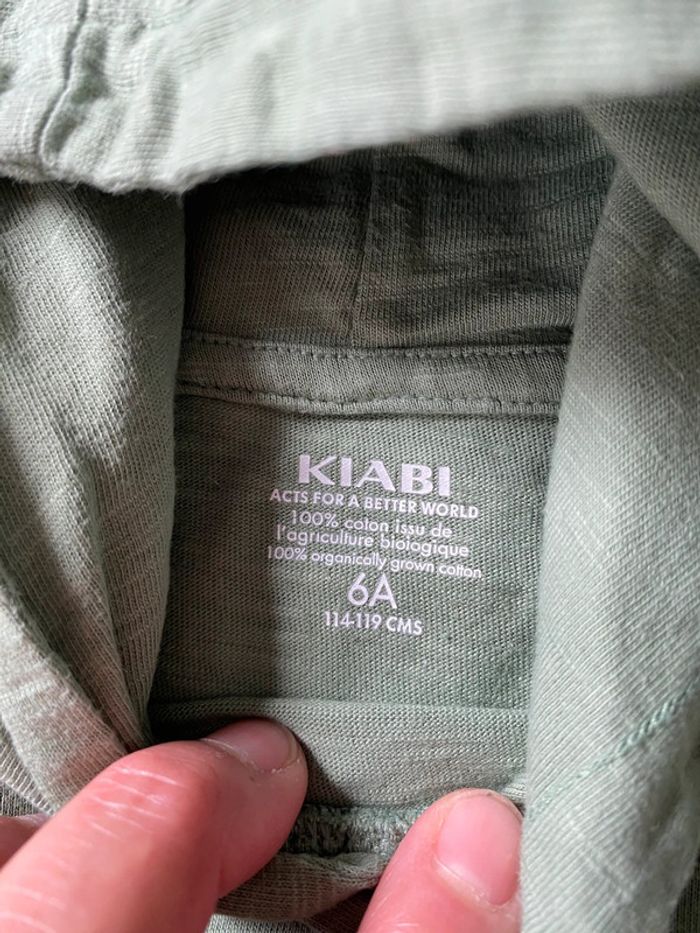 KIABI
ACTS FOR A BETTER WORLD
100% coton issu de
l'agriculture biologique
100% organically grown cotton
6A
114-119 CMS